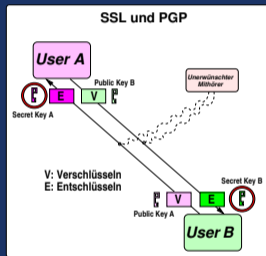 SSL und PGP
User A
Public Key B
Unerwünschter
Mithörer
E
V
Secret Key A
V: Verschlüsseln
E: Entschlüsseln
Secret Key B
V
E
Public Key A
User B